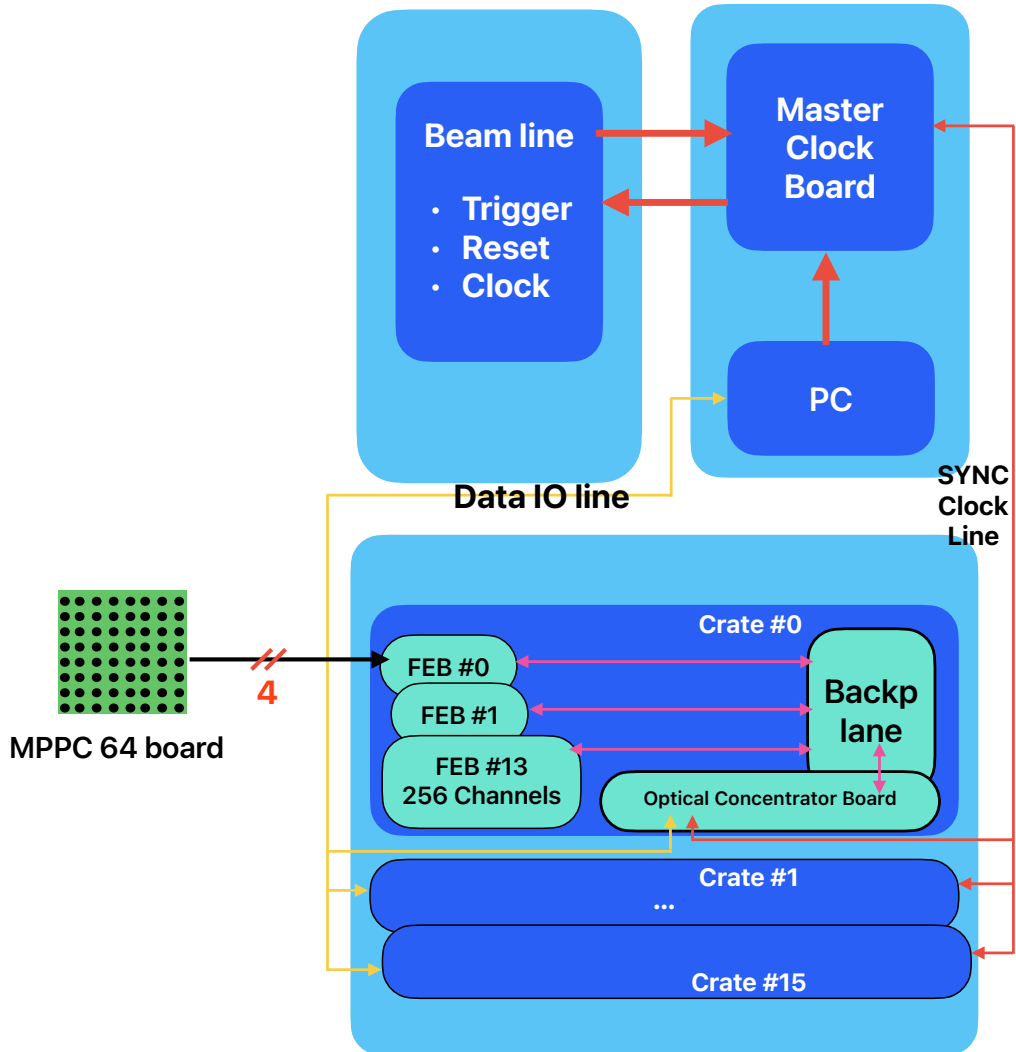 Beam line
• Trigger
• Reset
• Clock
Master
Clock
Board
PC
SYNC
Clock
Line
Data IO line
MPPC 64 board
4
Crate #0
FEB #0
FEB #1
FEB #13
256 Channels
Backp
lane
Optical Concentrator Board
Crate #1
...
Crate #15